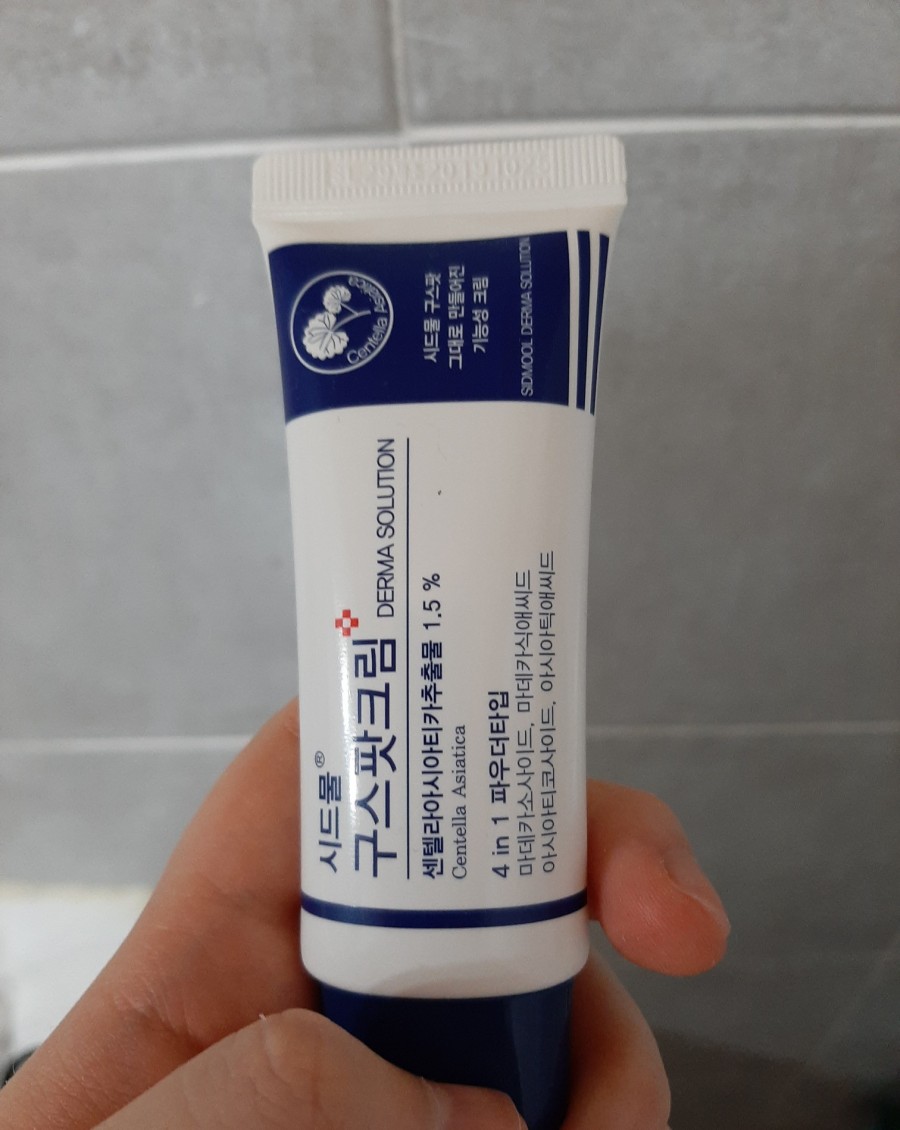 Centella Asiatica
시드물 구스팟
그대로 만들어진
기능성 크림
SIDMOOL DERMA SOLUTION
시드물®
구스팟크림
DERMA SOLUTION
센텔라아시아티카추출물 1.5 %
Centella Asiatica
4 in 1 파우더타입
마데카소사이드, 마데카식애씨드
아시아티코사이드, 아시아틱애씨드